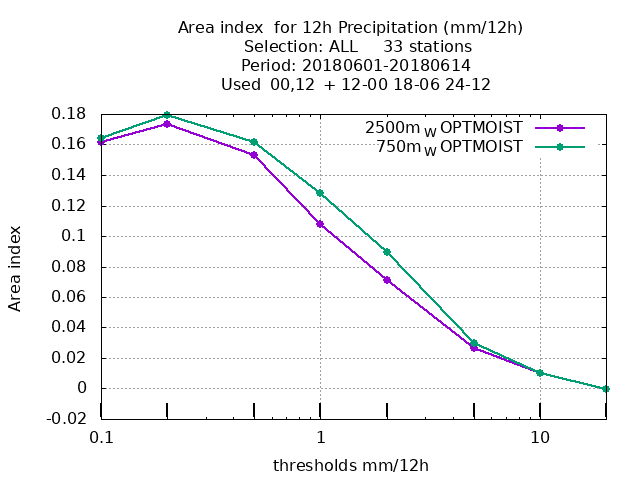 Area index  for 12h Precipitation (mm/12h)
Selection: ALL     33 stations
Period: 20180601-20180614
Used  00,12  + 12-00 18-06 24-12
2500m W OPTMOIST
750m W OPTMOIST
0.18
0.16
0.14
0.12
0.1
0.08
0.06
0.04
0.02
0
-0.02
Area index
0.1 1 10
thresholds mm/12h